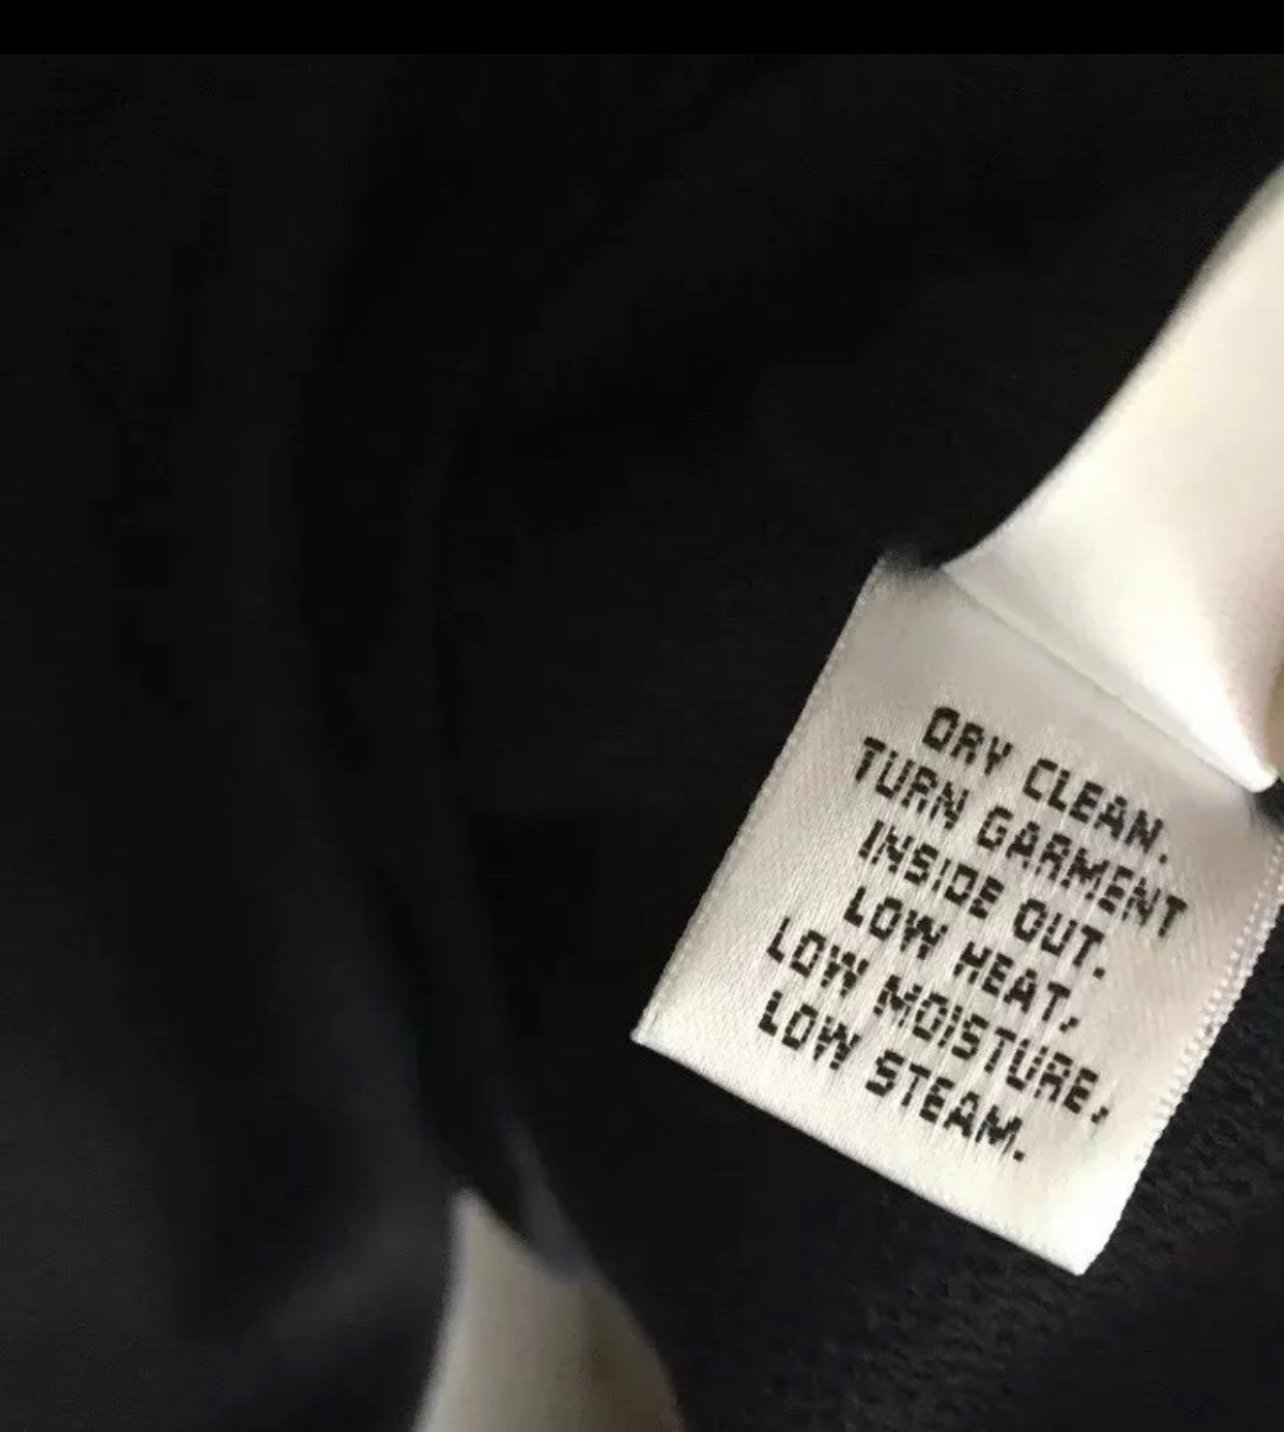 DRY CLEAN.
TURN GARMENT
INSIDE OUT.
LOW HEAT,
LOW MOISTURE,
LOW STEAM.